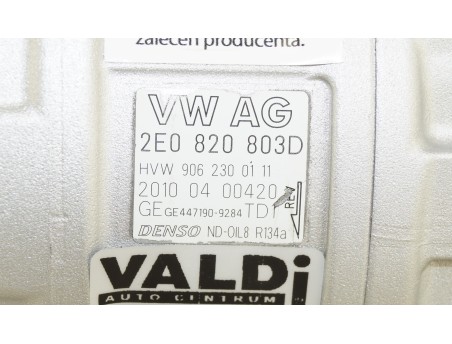 zaleceń producenta.
VW AG
2E0 820 803D
HVW 906 230 01 11
2010 04 00420
GE GE447190-9284 TDI REV
DENSO ND-OIL8 R134a
VALDi
AUTO CENTRUM